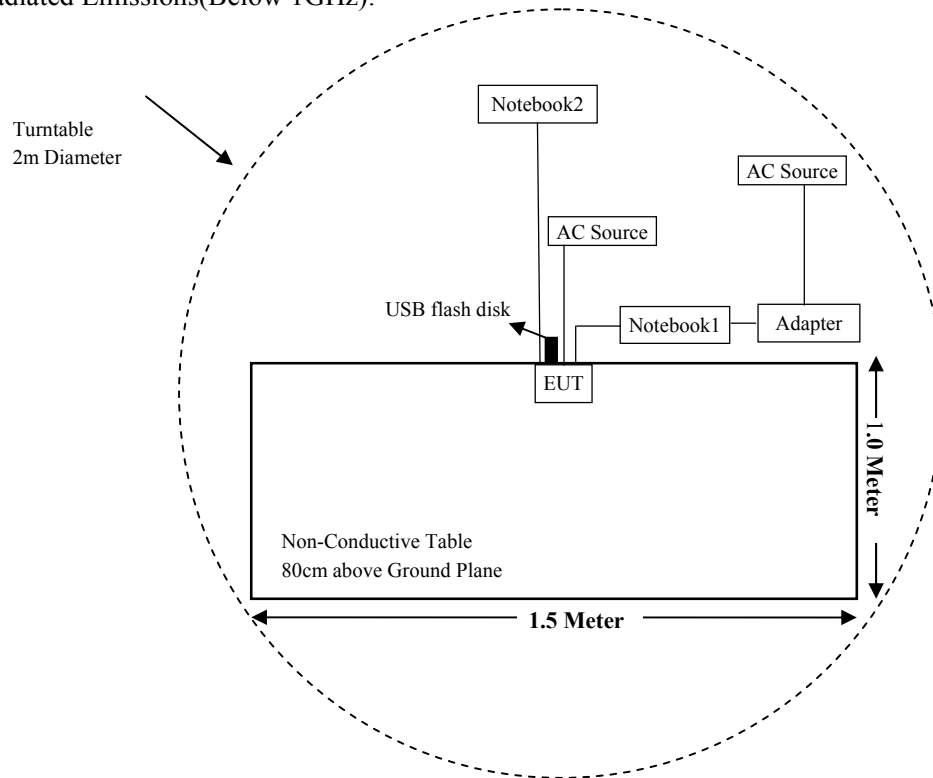 adiated Emissions(Below 1GHz):
Notebook2
Turntable
2m Diameter
AC Source
AC Source
USB flash disk
Notebook1
Adapter
EUT
1.0 Meter
Non-Conductive Table
80cm above Ground Plane
1.5 Meter